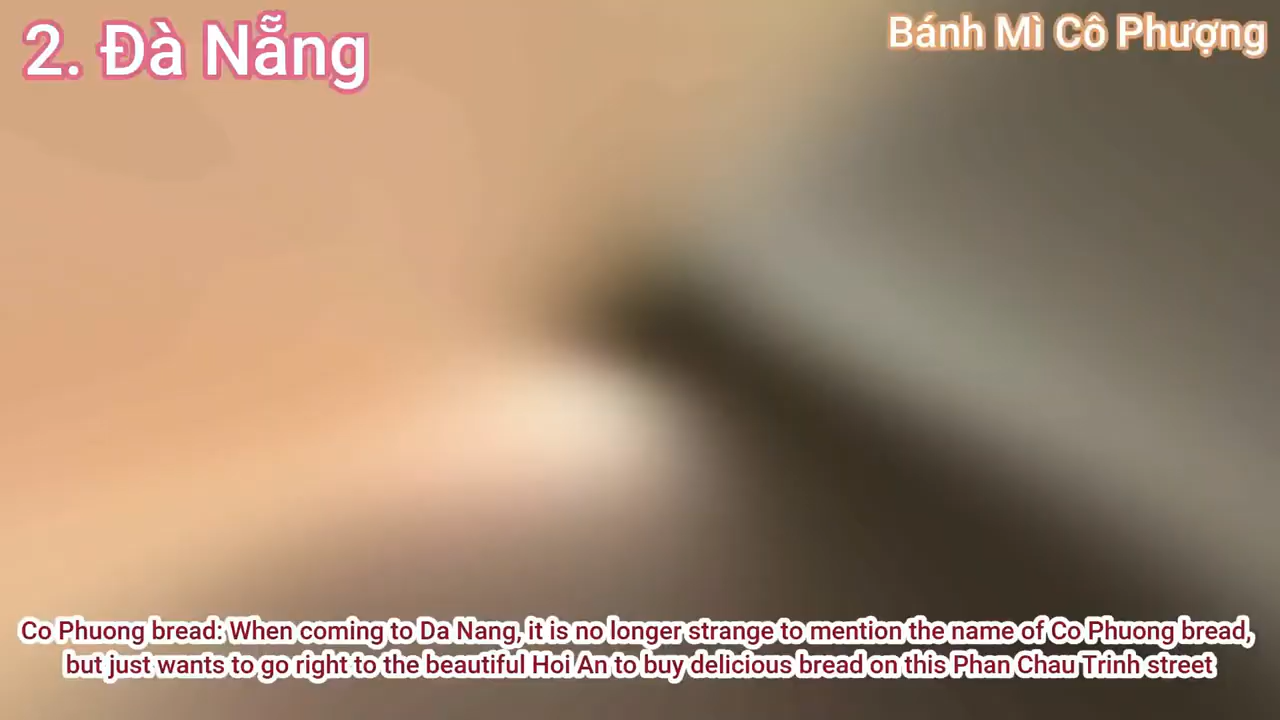 2. Đà Nẵng
Bánh Mì Cô Phượng
Co Phuong bread: When coming to Da Nang, it is no longer strange to mention the name of Co Phuong bread,
but just wants to go right to the beautiful Hoi An to buy delicious bread on this Phan Chau Trinh street